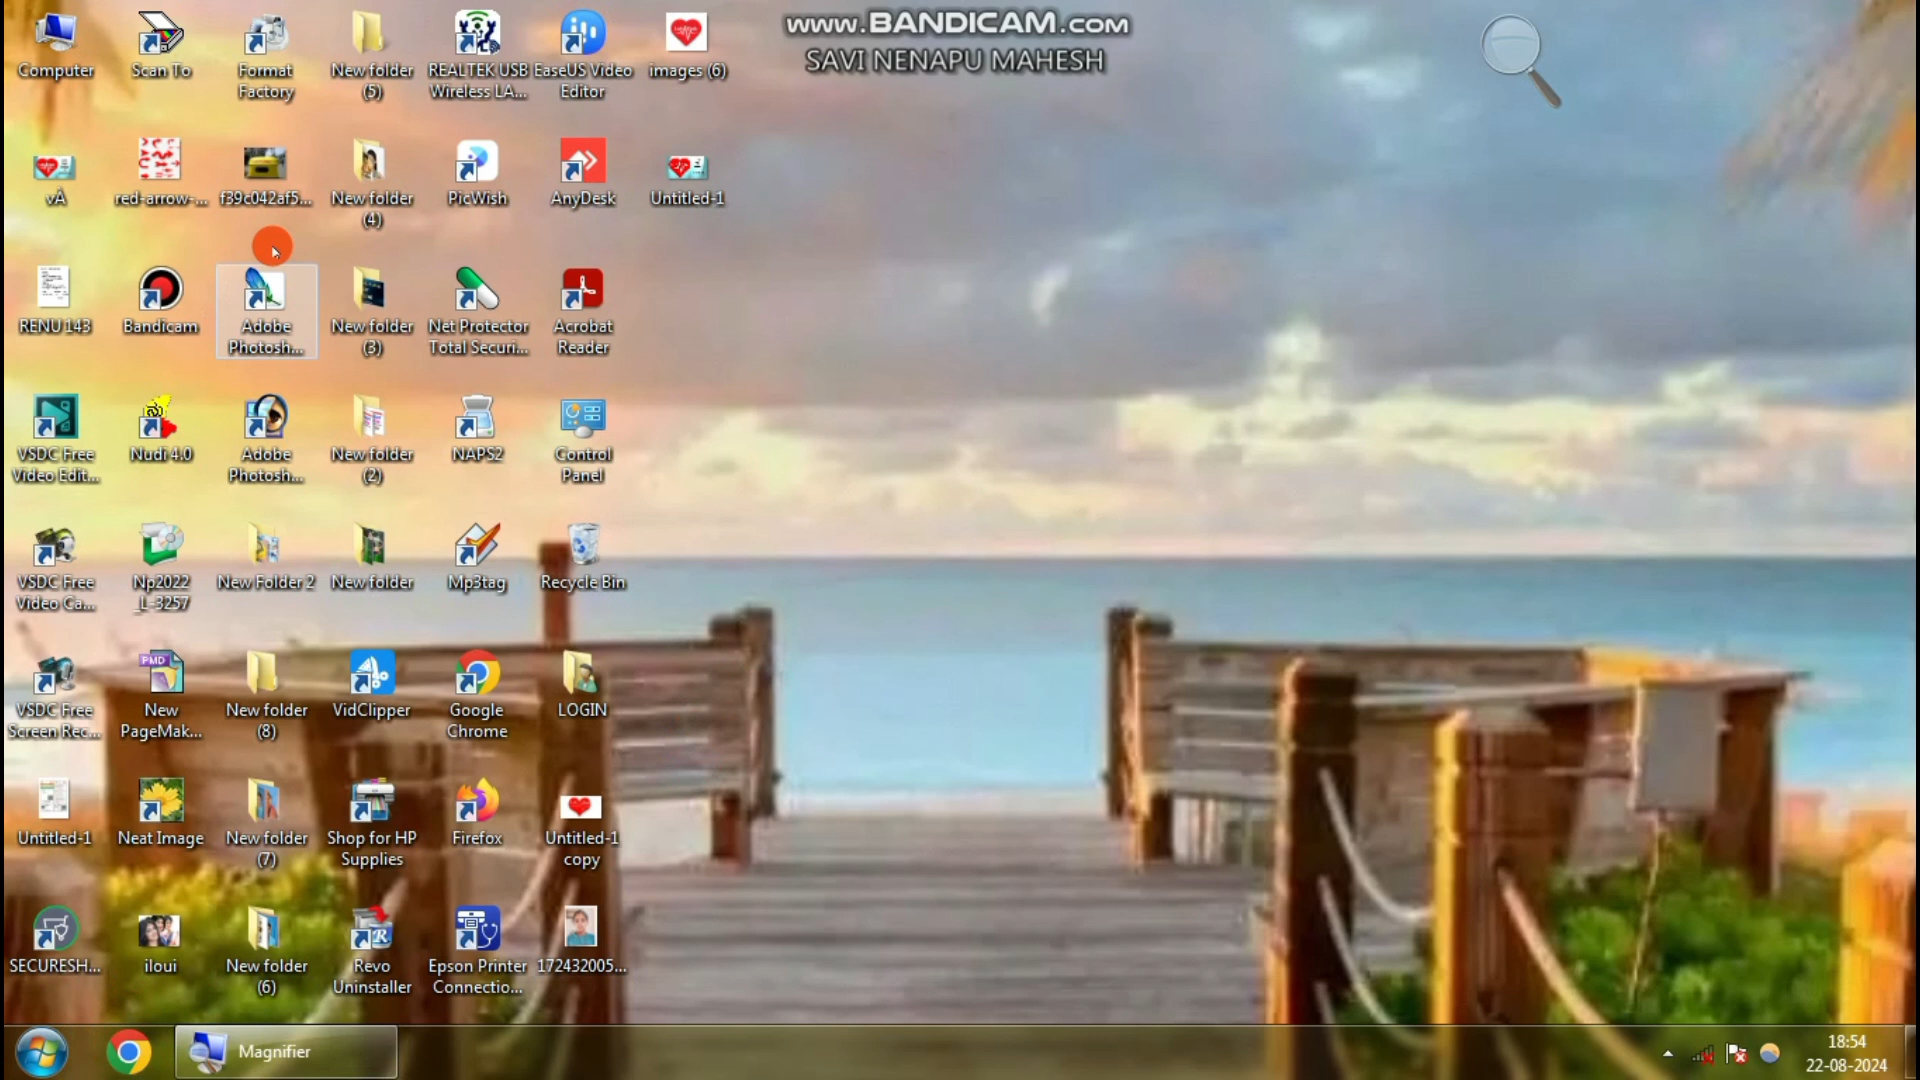 www.BANDICAM.com
SAVI NENAPU MAHESH
Computer
Scan To
Format
Factory
New folder
(5)
REALTEK USB
Wireless LA...
EaseUS Video
Editor
images (6)
vA
red-arrow-...
f39c042af5...
New folder
(4)
PicWish
AnyDesk
Untitled-1
RENU 143
Bandicam
Adobe
Photosh...
New folder
(3)
Net Protector
Total Securi...
Acrobat
Reader
VSDC Free
Video Edit...
Nudi 4.0
Adobe
Photosh...
New folder
(2)
NAPS2
Control
Panel
VSDC Free
Video Ca...
Np2022
_L-3257
New Folder 2
New folder
Mp3tag
Recycle Bin
VSDC Free
Screen Rec...
PMD
New
PageMak...
New folder
(8)
VidClipper
Google
Chrome
LOGIN
Untitled-1
Neat Image
New folder
(7)
Shop for HP
Supplies
Firefox
Untitled-1
copy
SECURESH...
iloui
New folder
(6)
Revo
Uninstaller
Epson Printer
Connectio...
172432005...
Magnifier
18:54
22-08-2024